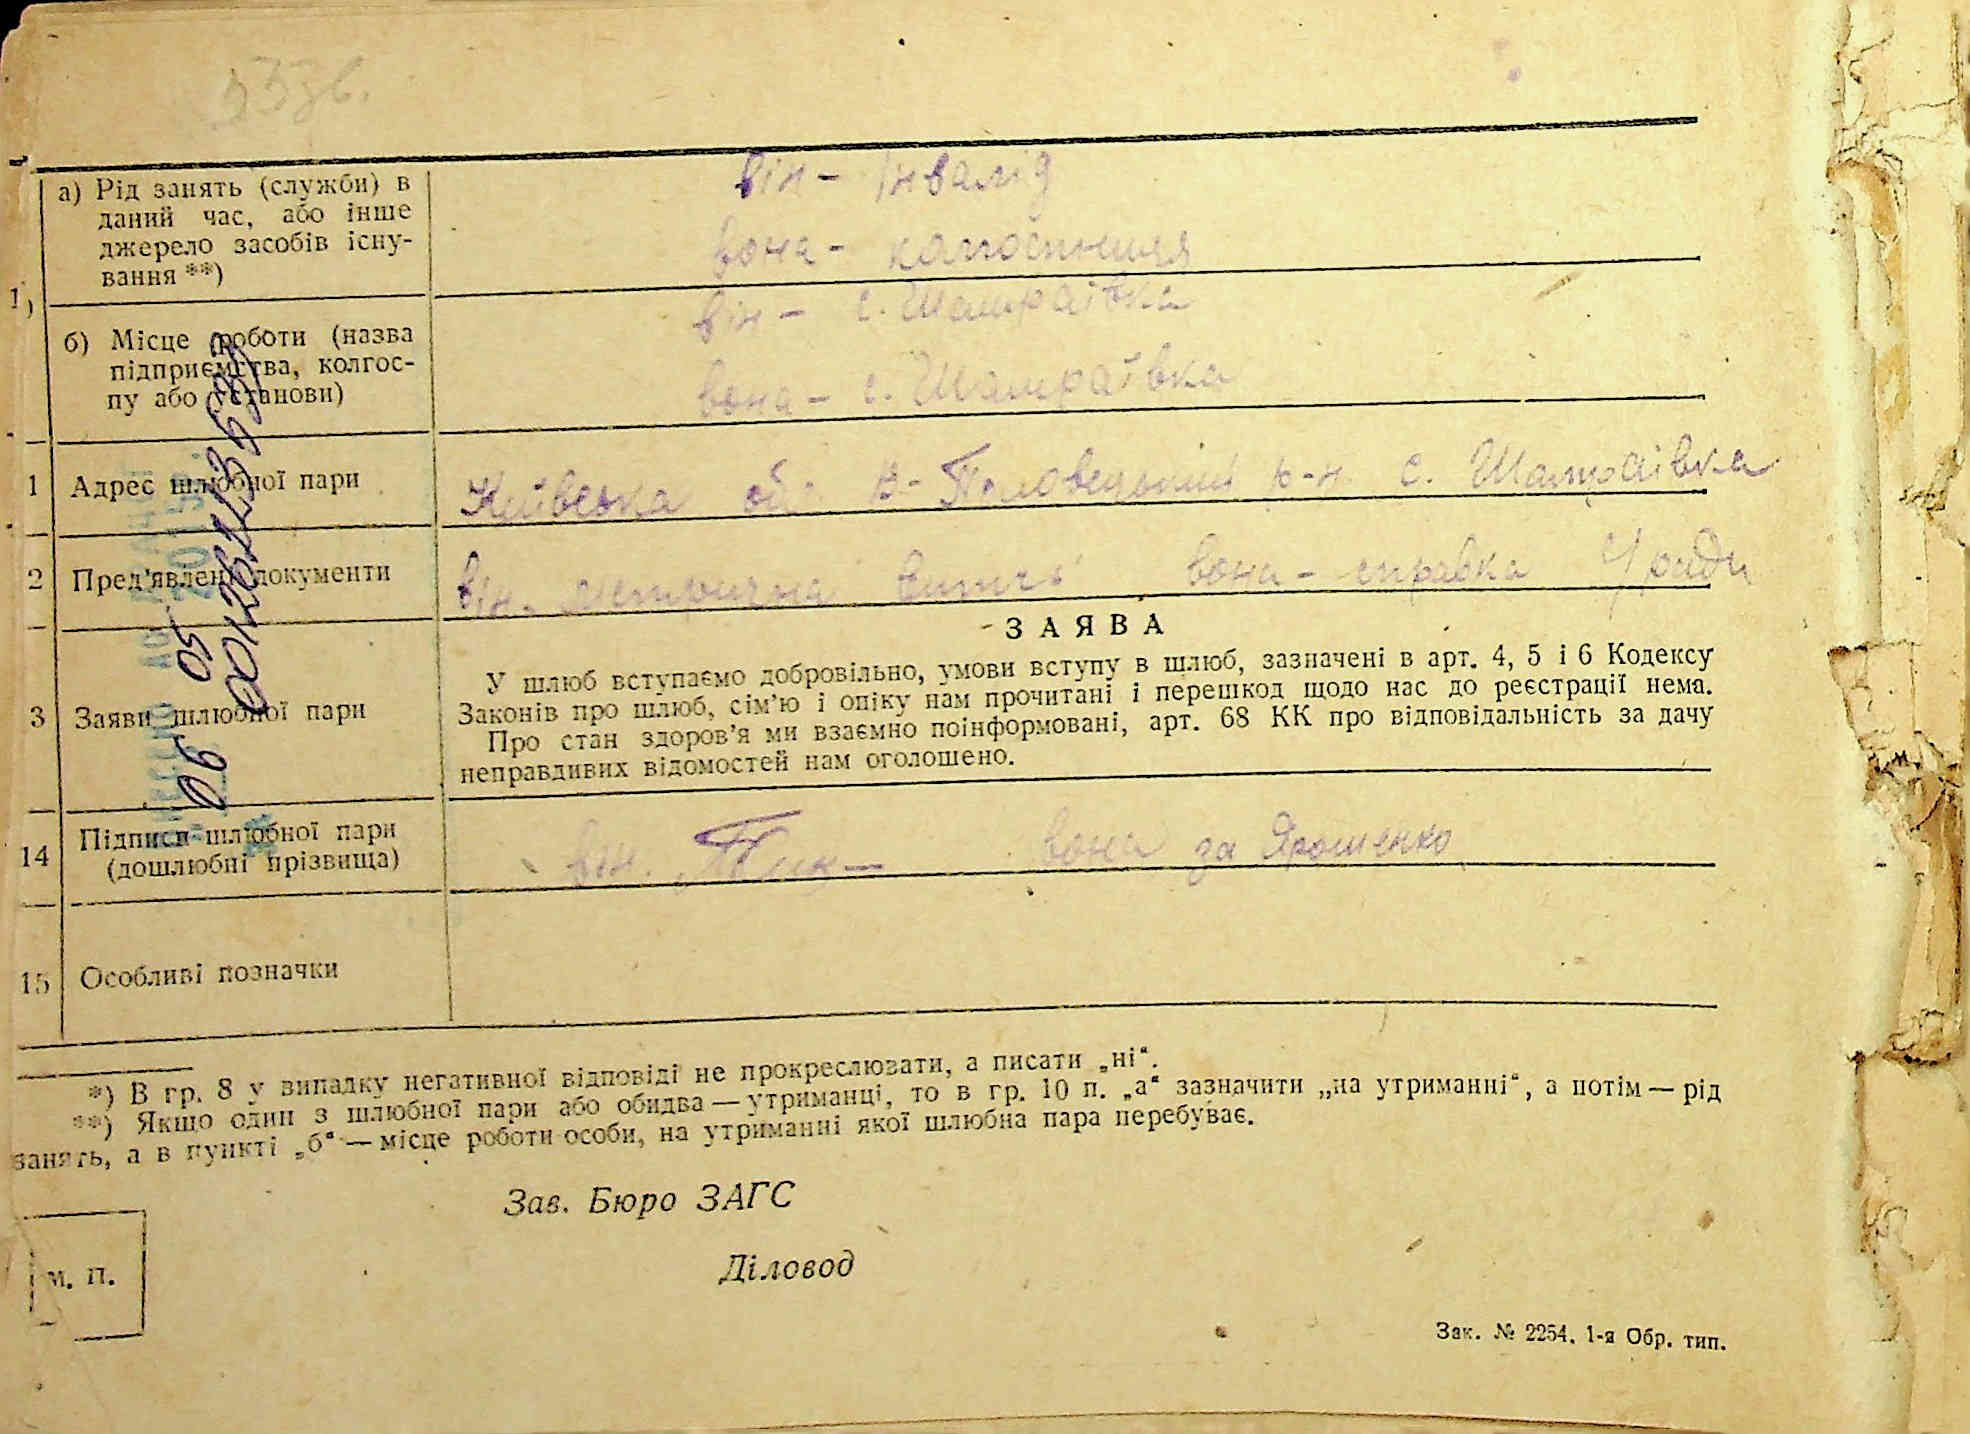 а) Рід занять (служби) в
даний час, або інше
джерело засобів існу-
вання **)
він - Інвалід
вона - колгоспниця
б) Місце роботи (назва
підприємства, колгос-
пу або установи)
він - с. Шамраївка
вона - с. Шамраївка
1 Адрес шлюбної пари
Київська об. В-Половецький р-н. с. Шамраївка
2 Пред’явлені документи
він - метрична вона - справка
3 Заяви шлюбної пари
ЗАЯВА
У шлюб вступаємо добровільно, умови вступу в шлюб, зазначені в арт. 4, 5 і 6 Кодексу
Законів про шлюб, сім’ю і опіку нам прочитані і перешкод щодо нас до реєстрації нема.
Про стан здоров’я ми взаємно поінформовані, арт. 68 КК про відповідальність за дачу
неправдивих відомостей нам оголошено.
14 Підписи шлюбної пари
(дошлюбні прізвища)
він. вона за Ярошенко
15 Особливі позначки
*) В гр. 8 у випадку негативної відповіді не прокреслювати, а писати „ні“.
**) Якщо один з шлюбної пари або обидва — утриманці, то в гр. 10 п. „а“ зазначити „на утриманні“, а потім — рід
занять, а в пункті „б“ — місце роботи особи, на утриманні якої шлюбна пара перебуває.
Зав. Бюро ЗАГС
Діловод
м. п.
Зак. № 2254. 1-я Обр. тип.